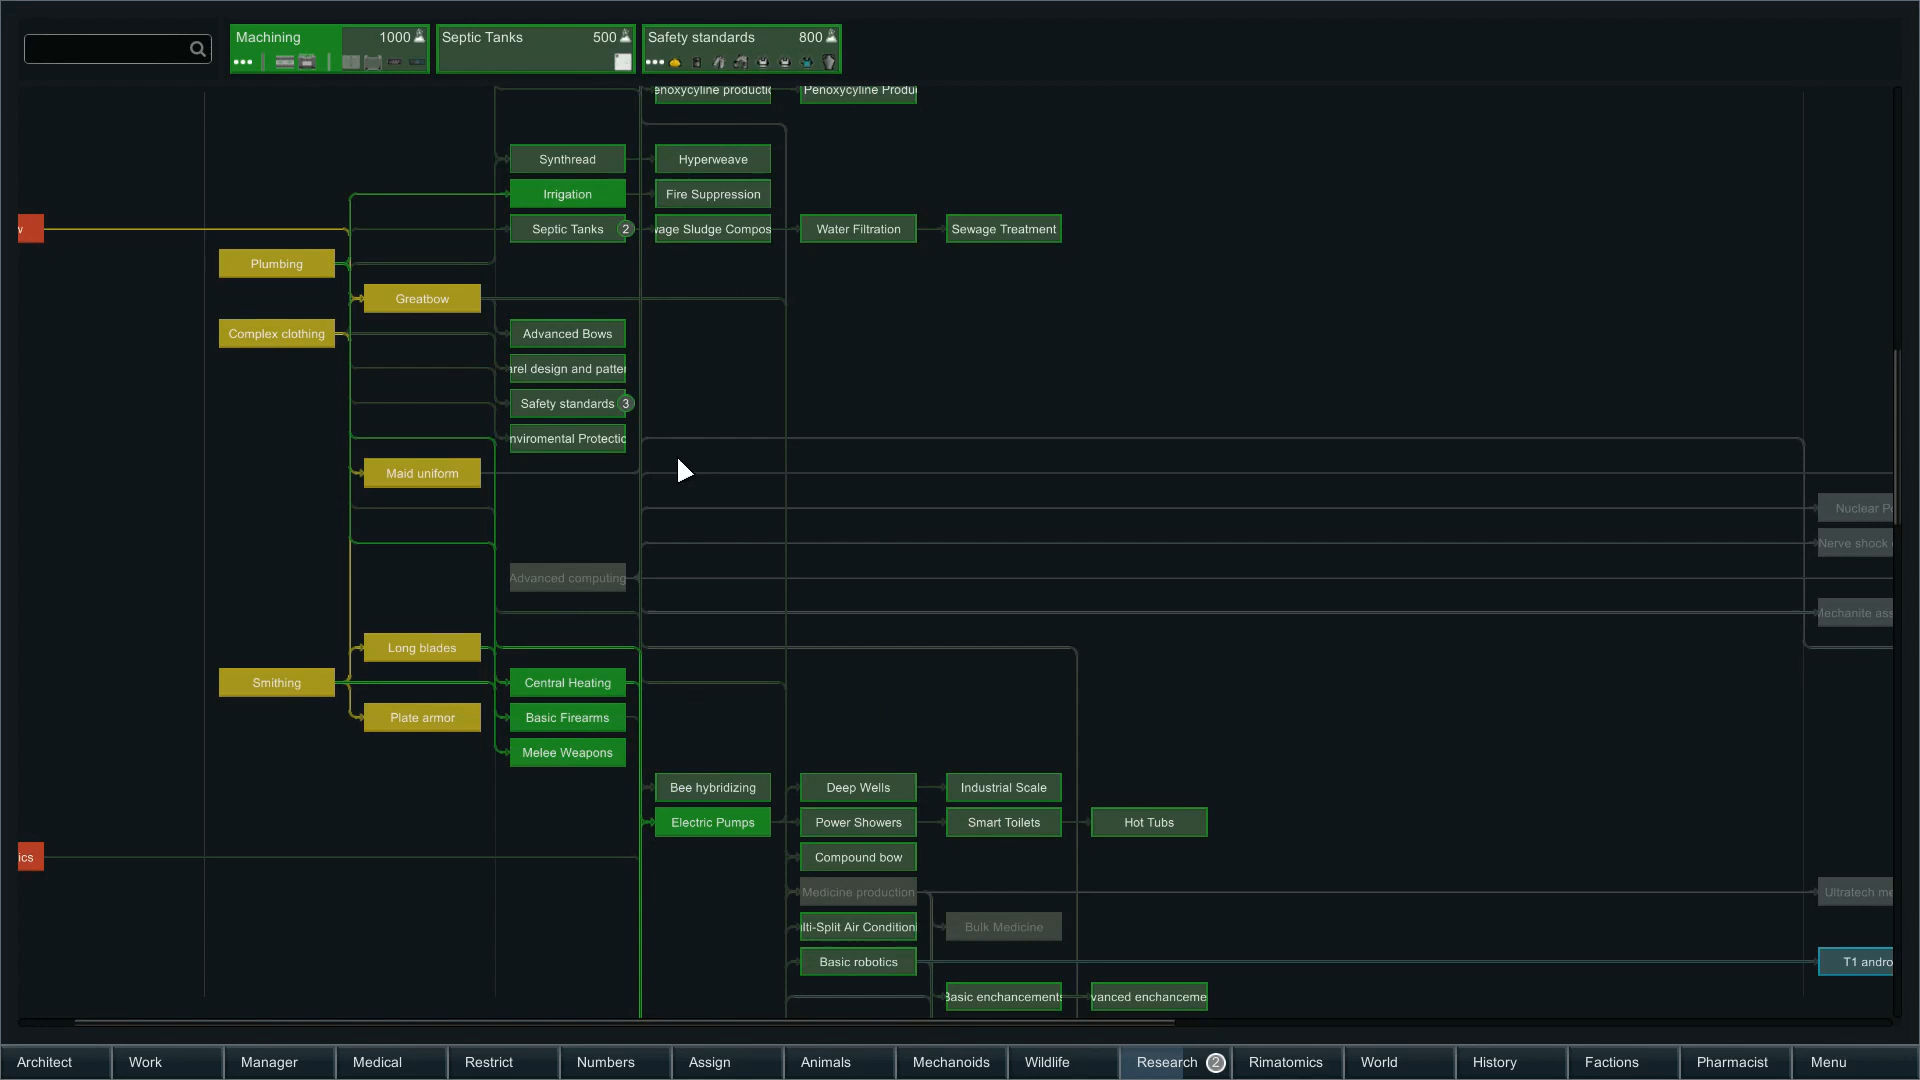 Machining 1000
Septic Tanks 500
Safety standards 800
enoxycyline productio
Penoxycyline Produ
Synthread
Hyperweave
Irrigation
Fire Suppression
w
Septic Tanks 2
wage Sludge Compos
Water Filtration
Sewage Treatment
Plumbing
Greatbow
Complex clothing
Advanced Bows
arel design and patter
Safety standards 3
nviromental Protectio
Maid uniform
Nuclear Po
Nerve shock
Advanced computing
Mechanite ass
Long blades
Smithing
Central Heating
Plate armor
Basic Firearms
Melee Weapons
Bee hybridizing
Deep Wells
Industrial Scale
Electric Pumps
Power Showers
Smart Toilets
Hot Tubs
ics
Compound bow
Medicine production
Ultratech me
lti-Split Air Condition
Bulk Medicine
Basic robotics
T1 andro
Basic enchancements
vanced enchanceme
Architect
Work
Manager
Medical
Restrict
Numbers
Assign
Animals
Mechanoids
Wildlife
Research 2
Rimatomics
World
History
Factions
Pharmacist
Menu